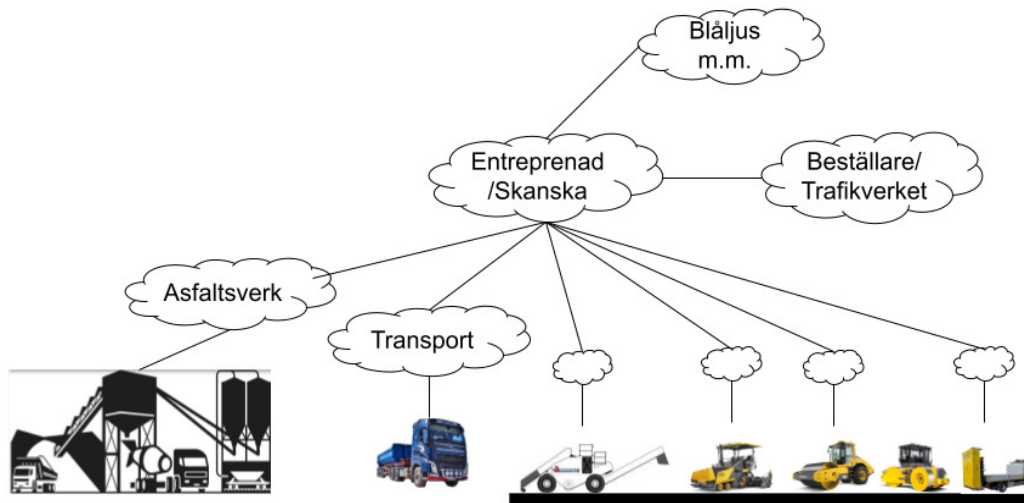 Blåljus
m.m.
Entreprenad
/Skanska
Beställare/
Trafikverket
Asfaltsverk
Transport